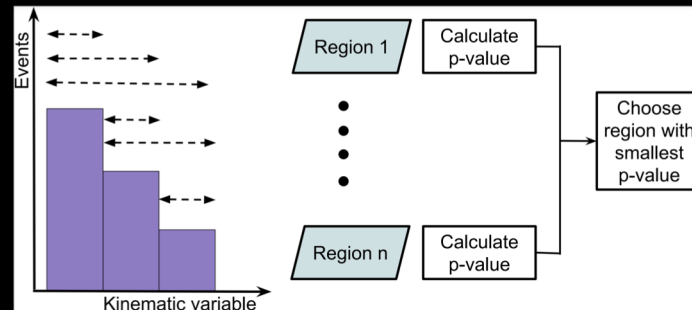 Events
Kinematic variable
Region 1
Calculate
p-value
Region n
Calculate
p-value
Choose
region with
smallest
p-value